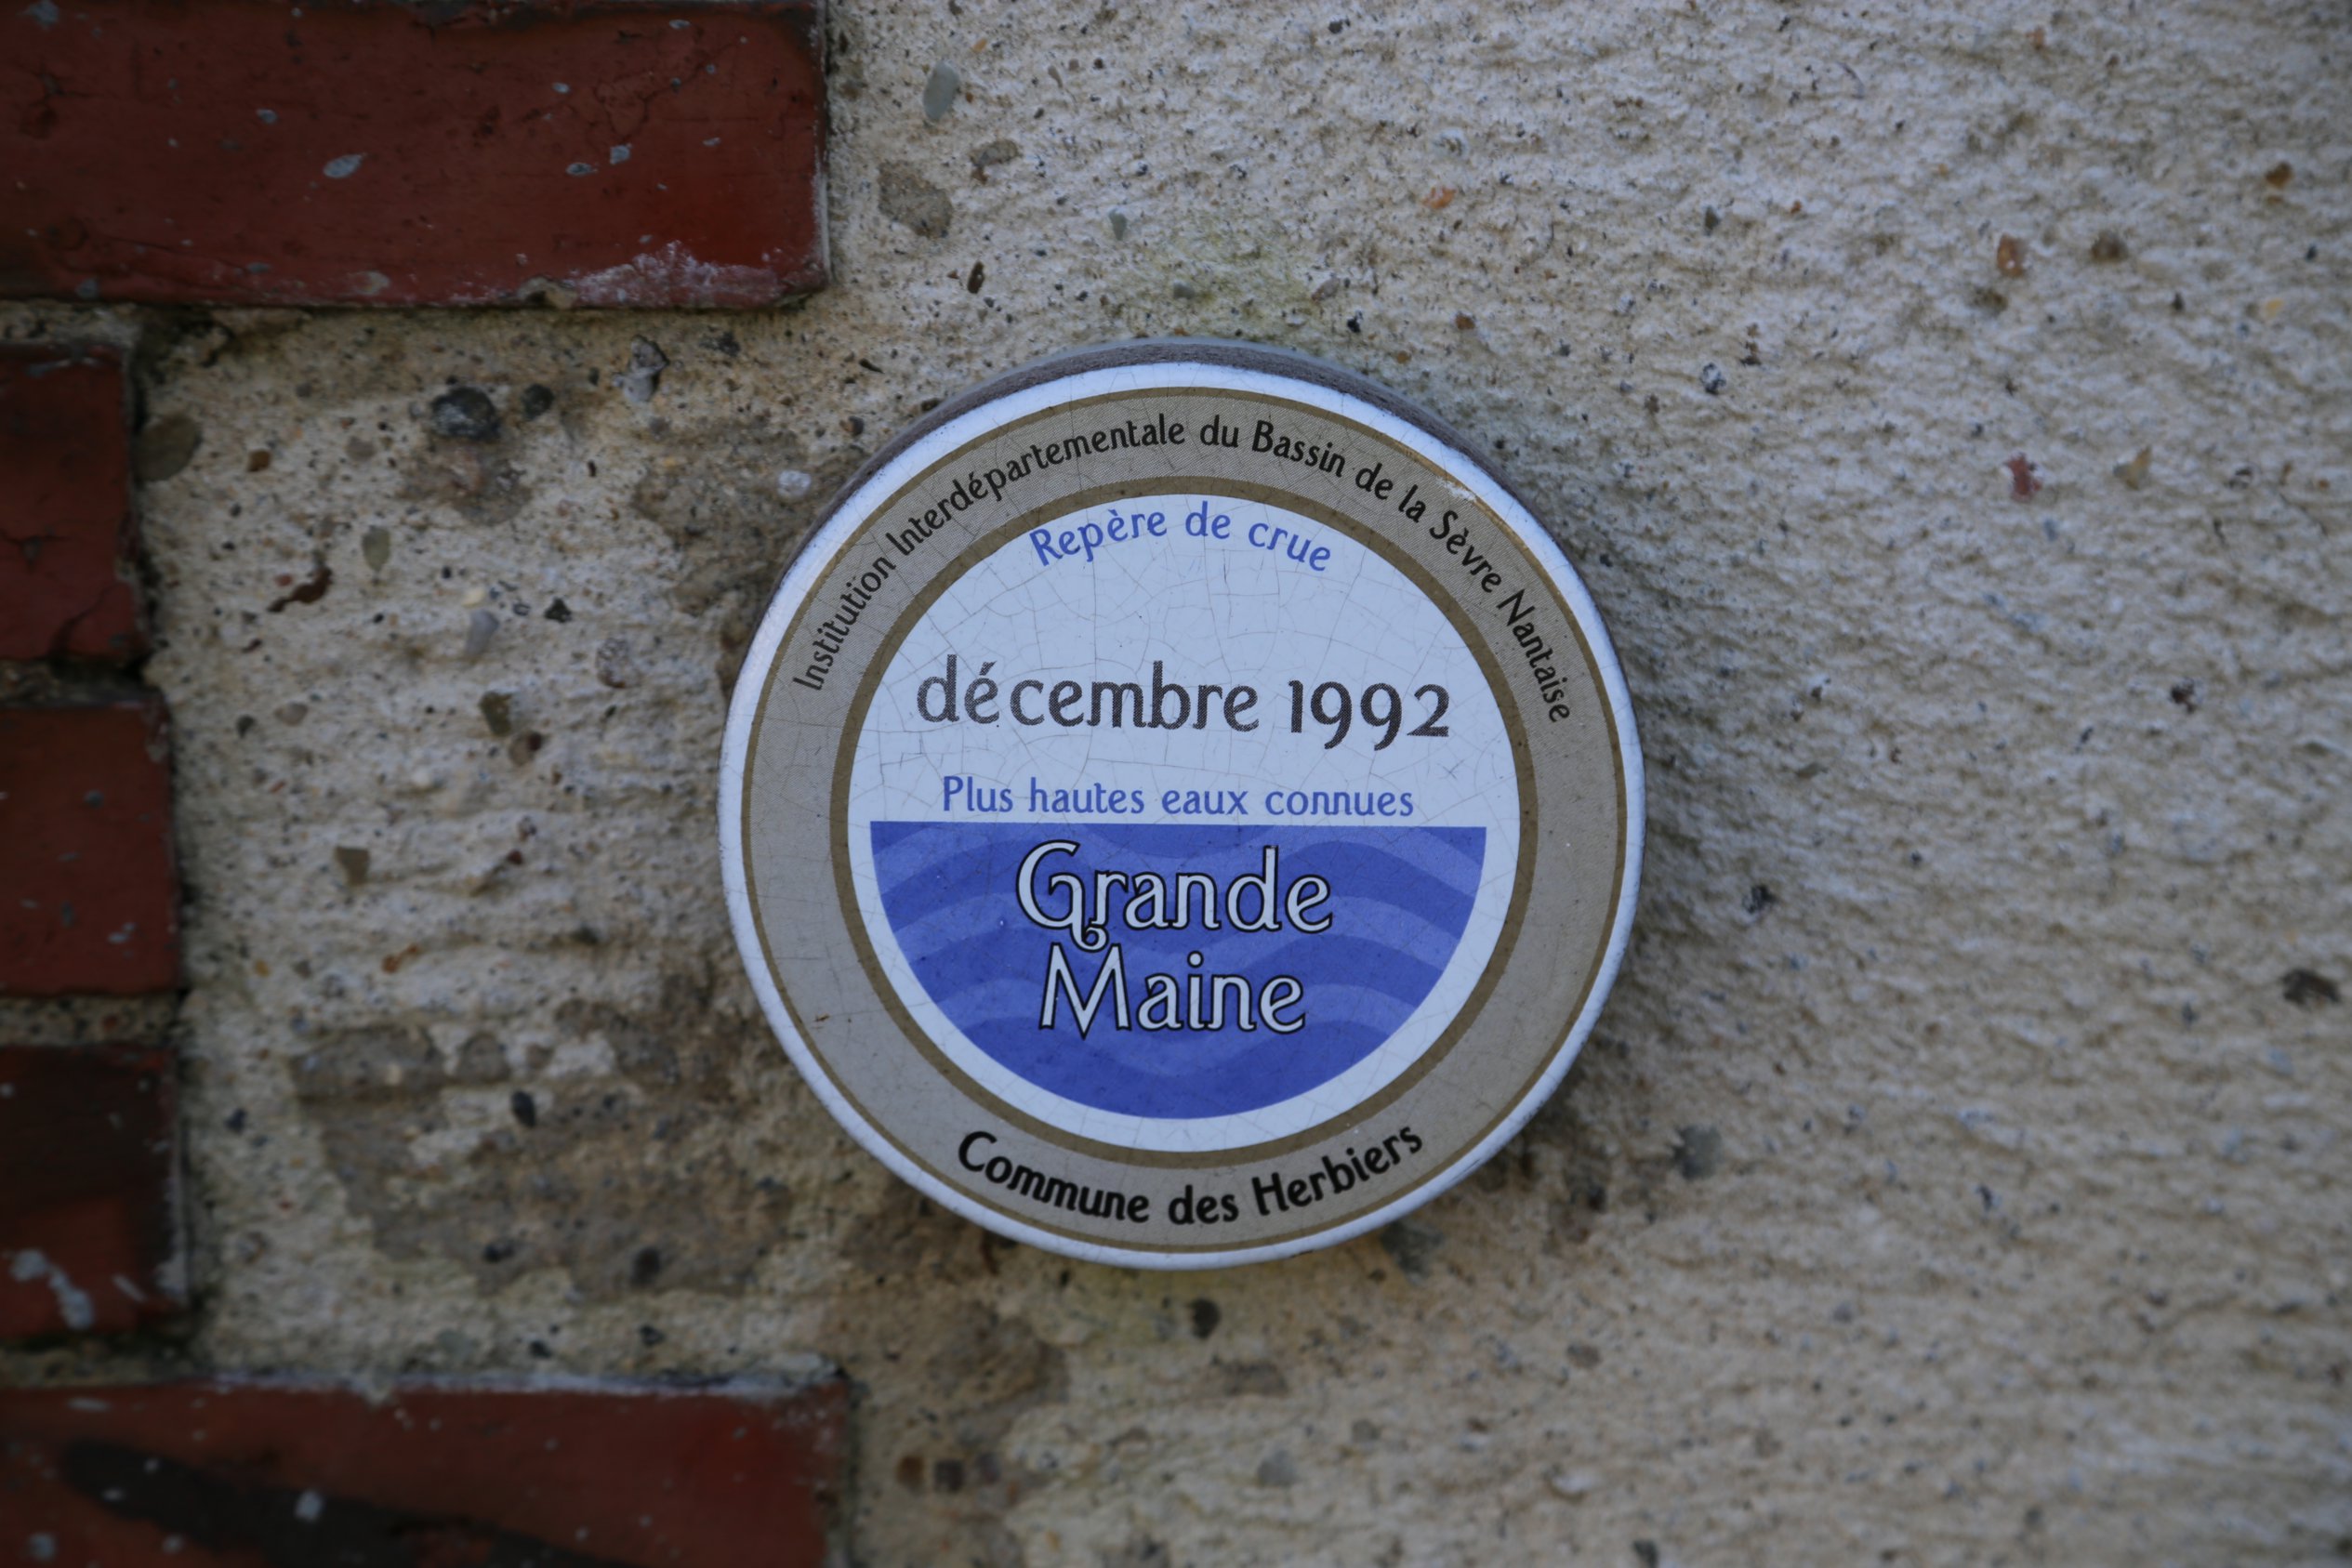 Institution Interdépartementale du Bassin de la Sèvre Nantaise
Repère de crue
décembre 1992
Plus hautes eaux connues
Grande
Maine
Commune des Herbiers